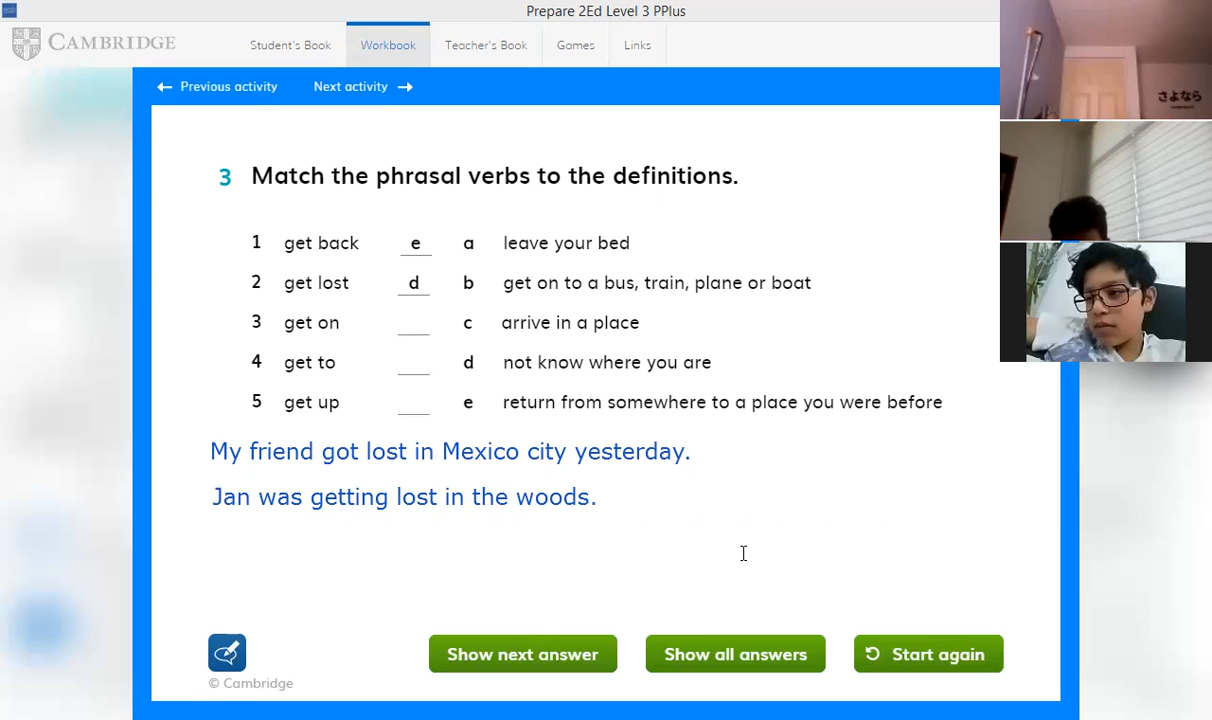 Prepare 2Ed Level 3 PPlus
CAMBRIDGE
Student's Book
Workbook
Teacher's Book
Games
Links
Previous activity
Next activity
さよなら
3 Match the phrasal verbs to the definitions.
1 get back e a leave your bed
2 get lost d b get on to a bus, train, plane or boat
3 get on c arrive in a place
4 get to d not know where you are
5 get up e return from somewhere to a place you were before
My friend got lost in Mexico city yesterday.
Jan was getting lost in the woods.
Show next answer
Show all answers
Start again
© Cambridge